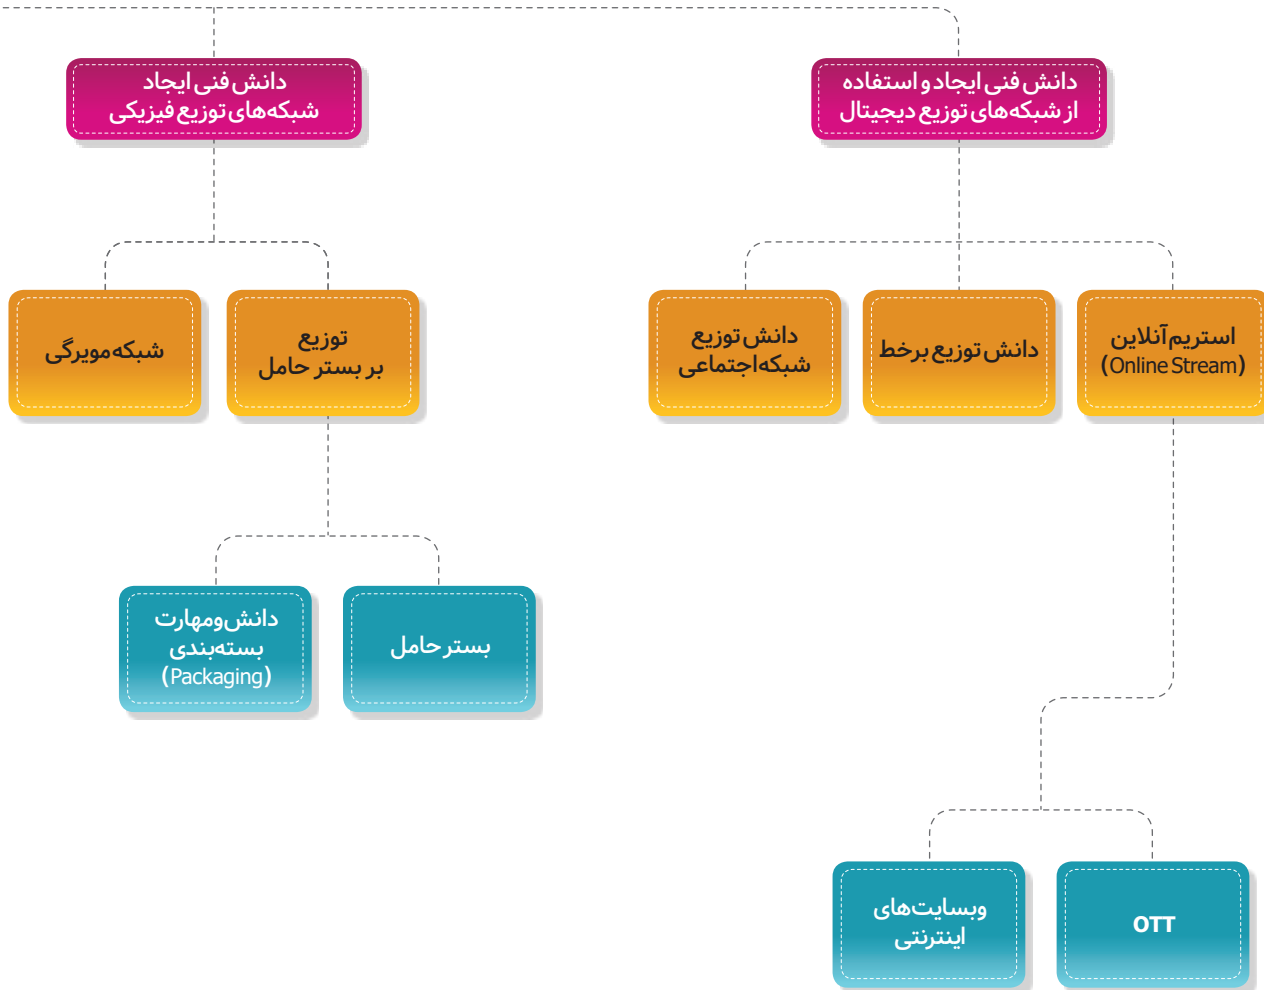 دانش فنی ایجاد و استفاده
از شبکه‌های توزیع دیجیتال
دانش فنی ایجاد
شبکه‌های توزیع فیزیکی
استریم آنلاین
(Online Stream)
دانش توزیع برخط
دانش توزیع
شبکه اجتماعی
توزیع
بر بستر حامل
شبکه مویرگی
بستر حامل
دانش و مهارت
بسته‌بندی
(Packaging)
OTT
وبسایت‌های
اینترنتی